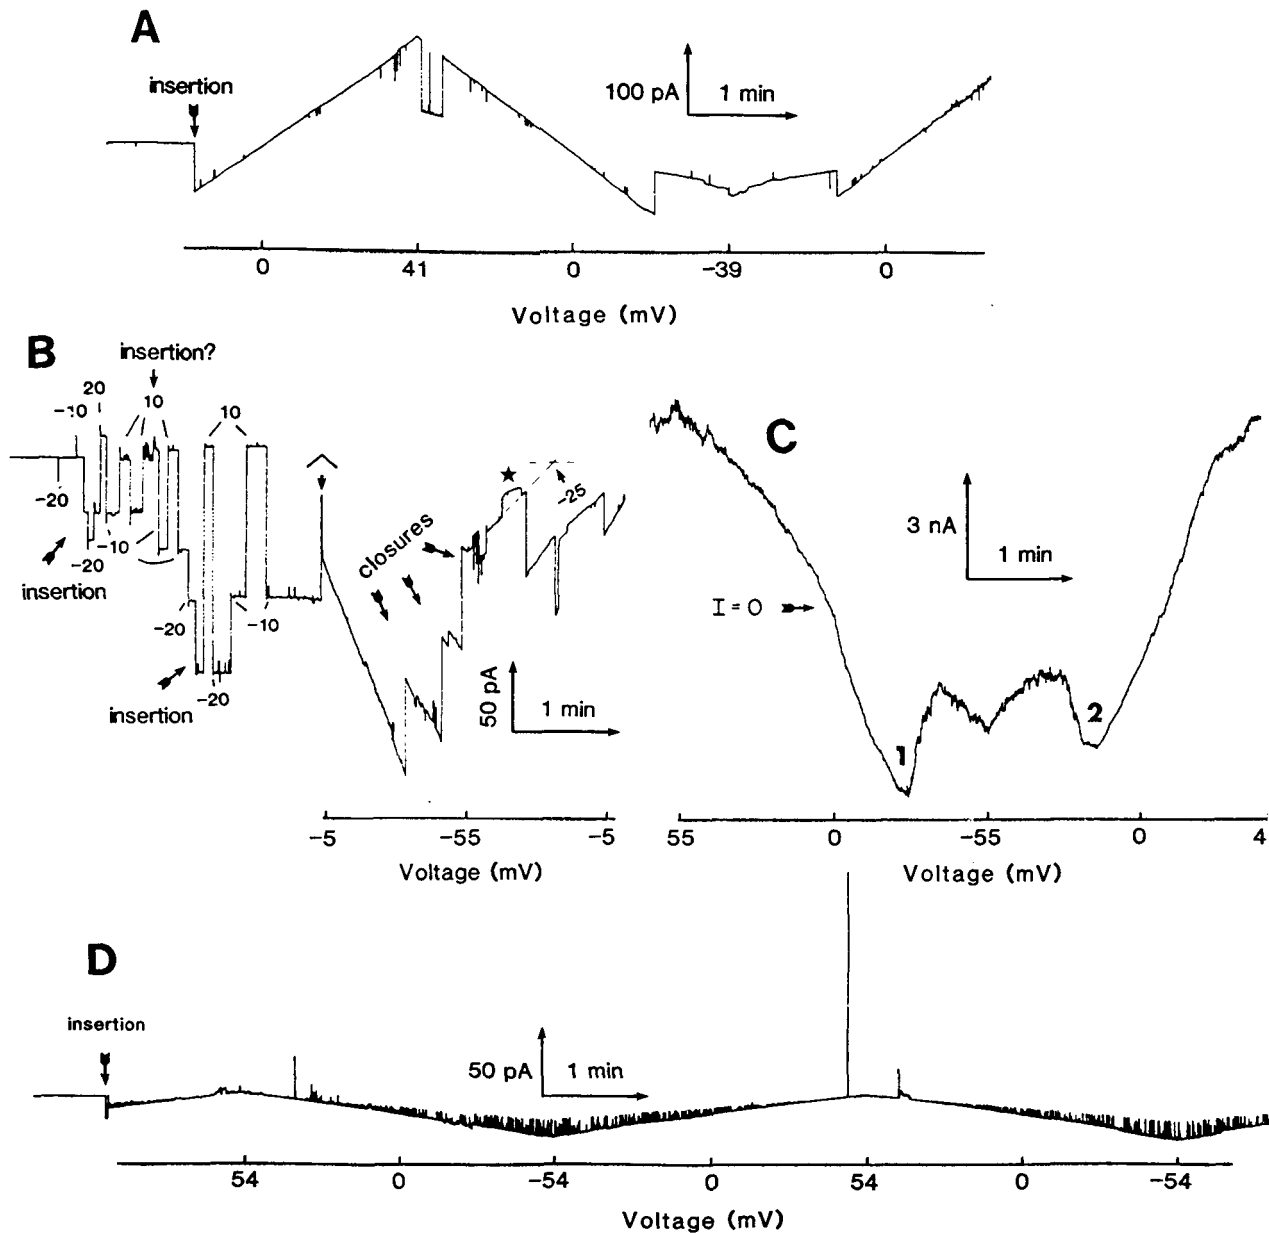 A
insertion
100 pA
1 min
0
41
0
-39
0
Voltage (mV)
B
insertion?
20
-10
10
10
-20
-10
-20
insertion
-20
-10
-20
insertion
closures
-25
50 pA
1 min
-5
-55
-5
Voltage (mV)
C
3 nA
1 min
I = O
1
2
55
0
-55
0
4
Voltage (mV)
D
insertion
50 pA
1 min
54
0
-54
0
54
0
-54
Voltage (mV)